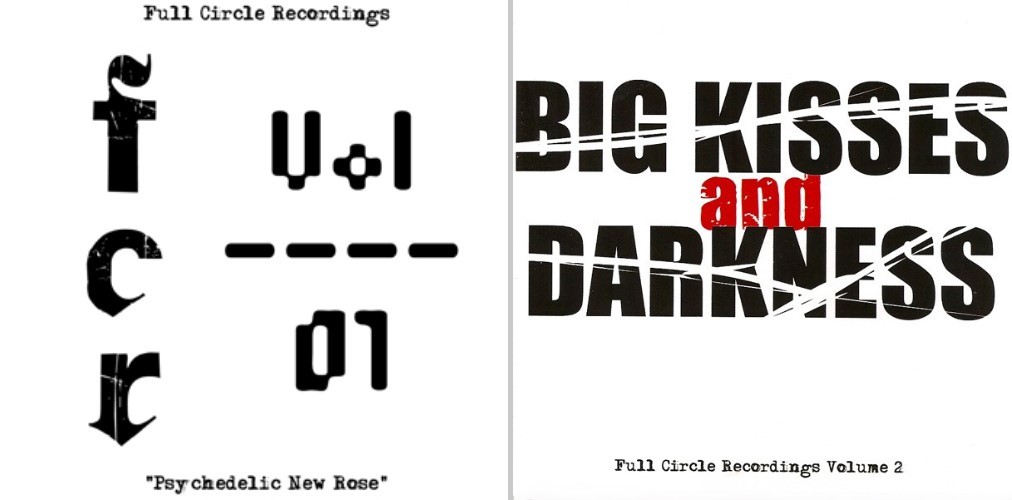 Full Circle Recordings
f
c
r
Vol
01
"Psychedelic New Rose"
BIG KISSES
and
DARKNESS
Full Circle Recordings Volume 2